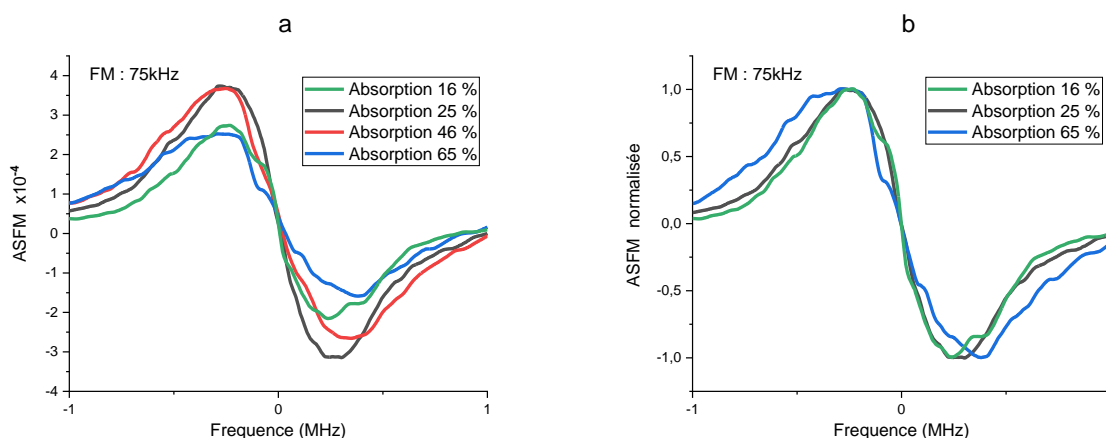 a
FM : 75kHz
Absorption 16 %
Absorption 25 %
Absorption 46 %
Absorption 65 %
ASFM x10-4
4
3
2
1
0
-1
-2
-3
-4
-1
0
1
Frequence (MHz)
b
FM : 75kHz
Absorption 16 %
Absorption 25 %
Absorption 65 %
ASFM normalisée
1,0
0,5
0,0
-0,5
-1,0
-1
0
Frequence (MHz)